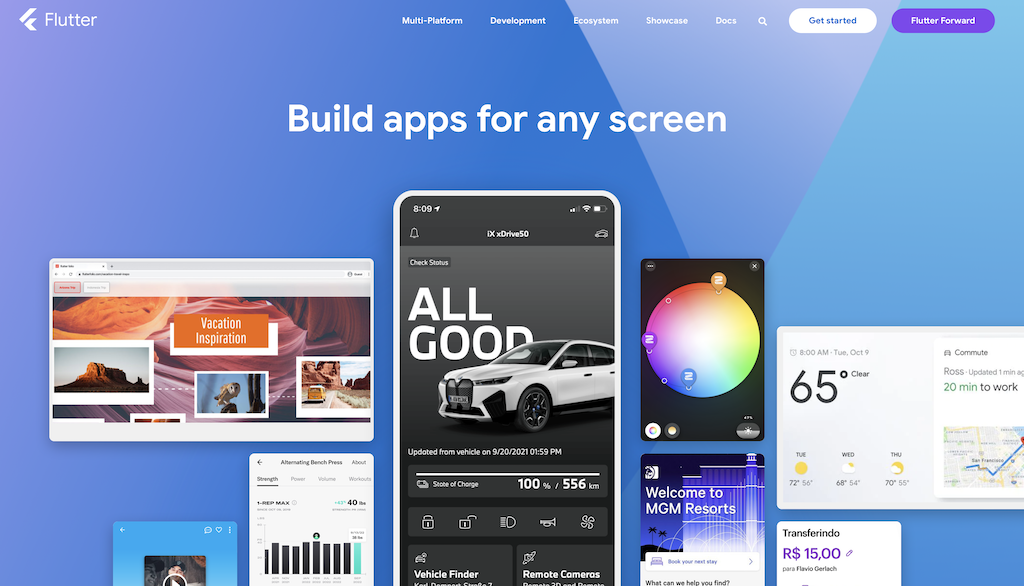 Flutter
Multi-Platform
Development
Ecosystem
Showcase
Docs
Get started
Flutter Forward
Build apps for any screen
8:09
iX xDrive50
Check Status
ALL
GOOD
Updated from vehicle on 9/20/2021 01:59 PM
State of Charge
100 % / 556 km
Vehicle Finder
Remote Cameras
Vacation
Inspiration
Alternating Bench Press
About
Strength
Power
Volume
Workouts
1-REP MAX
40 lbs
47%
Welcome to
MGM Resorts
Book your next stay
What can we help you find?
8:00 AM · Tue, Oct 9
65° Clear
TUE
WED
THU
72° 56°
68° 54°
70° 55°
Commute
Ross · Updated 1 min ag
20 min to work
San Francisco
Transferindo
R$ 15,00
para Flavio Gerlach